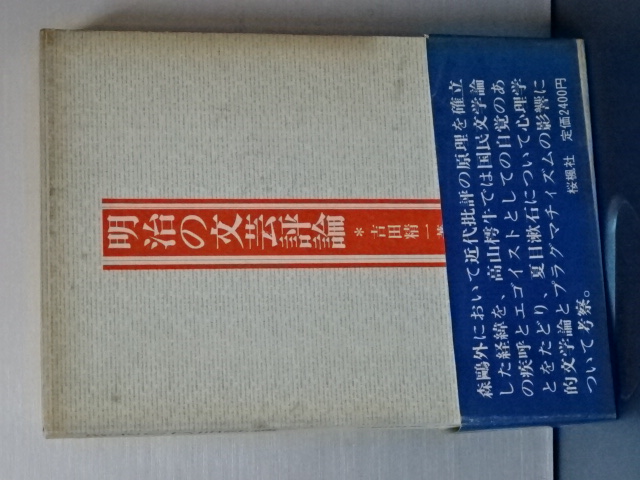 明治の文芸評論
＊吉田精一著
森鷗外において近代批評の原理を確立
した経緯を、高山樗牛では国民文学論
の疾呼とエゴイストとしての自覚のあ
とをたどり、夏目漱石について心理学
的文学論とプラグマチィズムの影響に
ついて考察。
桜楓社 定価2400円